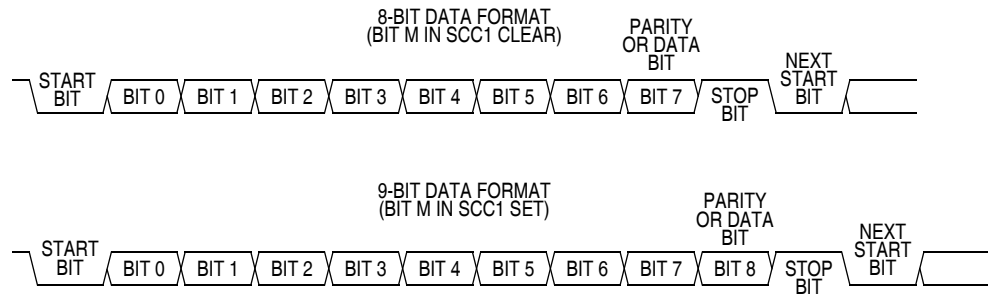 8-BIT DATA FORMAT
(BIT M IN SCC1 CLEAR)
PARITY
OR DATA
BIT
NEXT
START
BIT
START
BIT
BIT 0
BIT 1
BIT 2
BIT 3
BIT 4
BIT 5
BIT 6
BIT 7
STOP
BIT
9-BIT DATA FORMAT
(BIT M IN SCC1 SET)
PARITY
OR DATA
BIT
NEXT
START
BIT
START
BIT
BIT 0
BIT 1
BIT 2
BIT 3
BIT 4
BIT 5
BIT 6
BIT 7
BIT 8
STOP
BIT